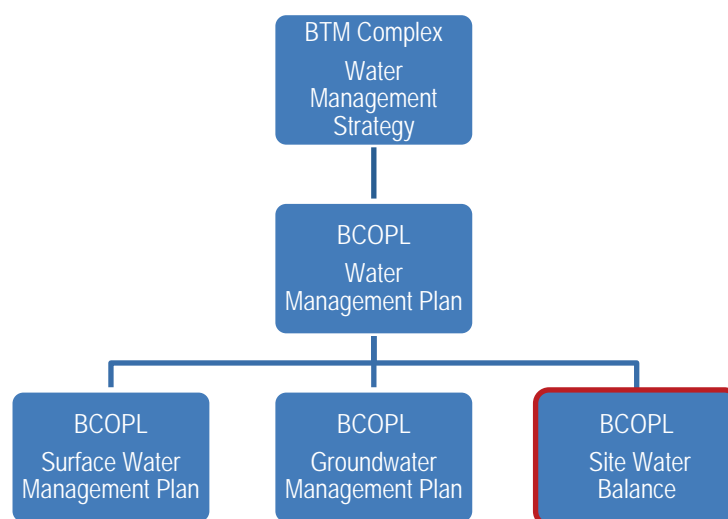 BTM Complex
Water
Management
Strategy
BCOPL
Water
Management Plan
BCOPL
Surface Water
Management Plan
BCOPL
Groundwater
Management Plan
BCOPL
Site Water
Balance